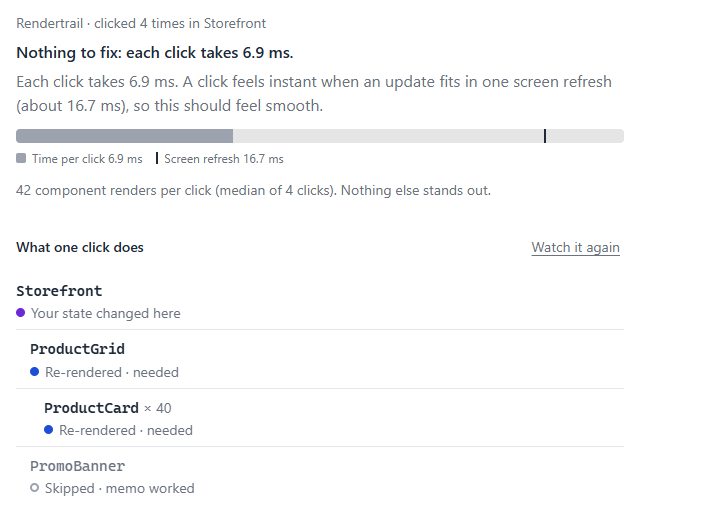 Rendertrail · clicked 4 times in Storefront
Nothing to fix: each click takes 6.9 ms.
Each click takes 6.9 ms. A click feels instant when an update fits in one screen refresh
(about 16.7 ms), so this should feel smooth.
Time per click 6.9 ms Screen refresh 16.7 ms
42 component renders per click (median of 4 clicks). Nothing else stands out.
What one click does Watch it again
Storefront
Your state changed here
ProductGrid
Re-rendered · needed
ProductCard × 40
Re-rendered · needed
PromoBanner
Skipped · memo worked